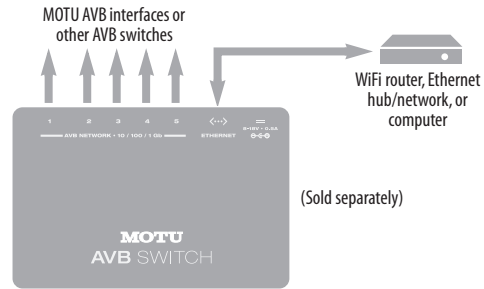 MOTU AVB interfaces or
other AVB switches
WiFi router, Ethernet
hub/network, or
computer
1 2 3 4 5
AVB NETWORK • 10 / 100 / 1 Gb
ETHERNET
(Sold separately)
MOTU
AVB SWITCH